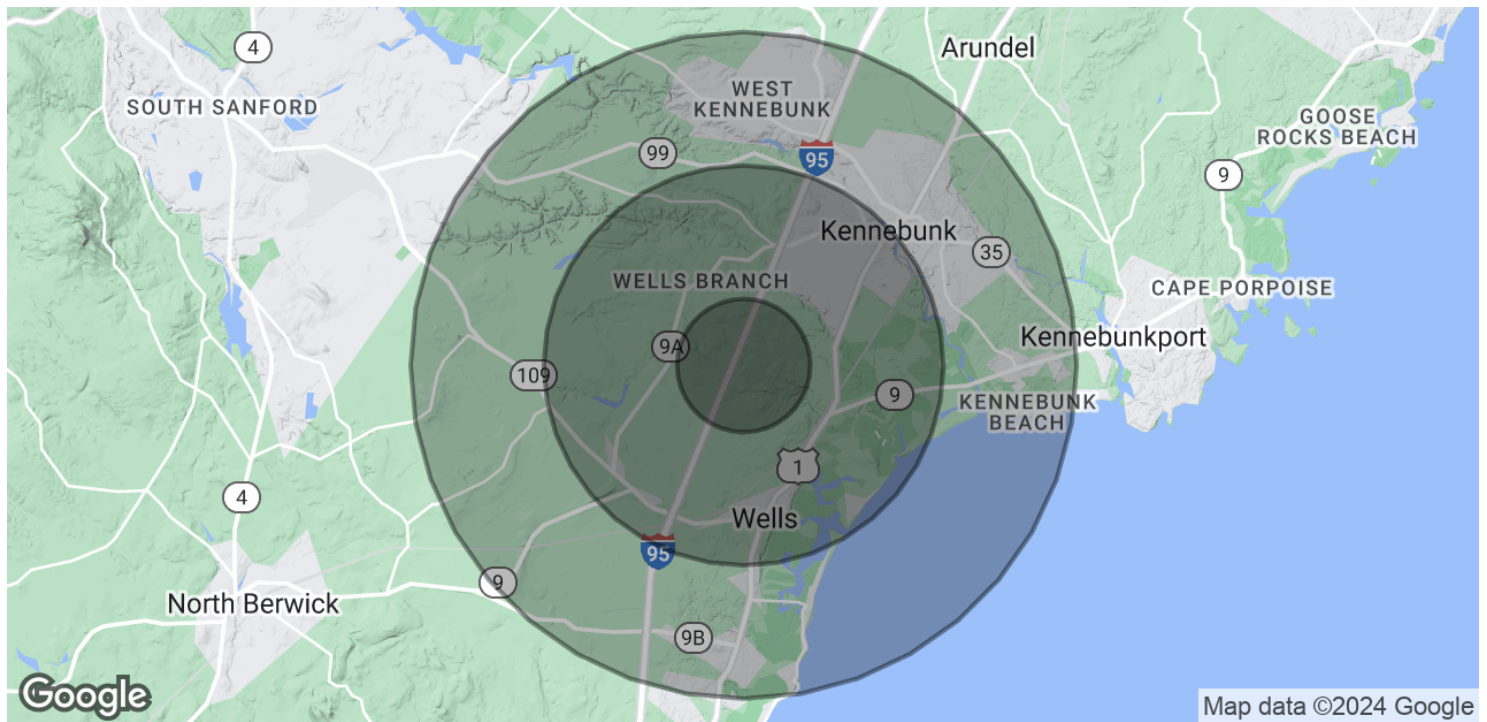 4
Arundel
WEST
KENNEBUNK
SOUTH SANFORD
GOOSE
ROCKS BEACH
99
95
9
Kennebunk
35
WELLS BRANCH
CAPE PORPOISE
Kennebunkport
9A
109
9
KENNEBUNK
BEACH
1
4
Wells
95
9
North Berwick
9B
Google
Map data ©2024 Google